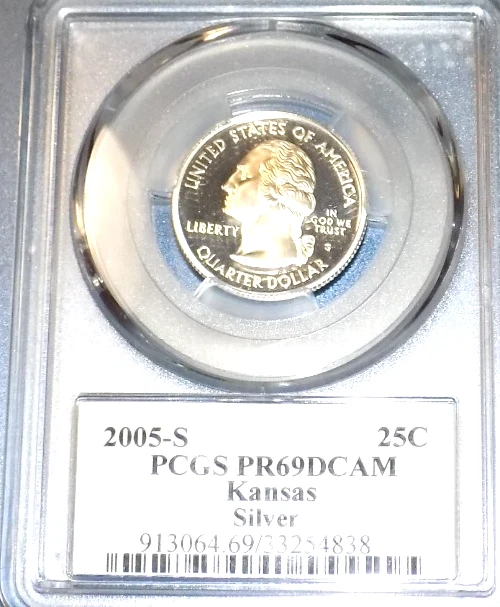 UNITED STATES OF AMERICA
LIBERTY
IN
GOD WE
TRUST
S
QUARTER DOLLAR
2005-S 25C
PCGS PR69DCAM
Kansas
Silver
913064.69/33254838